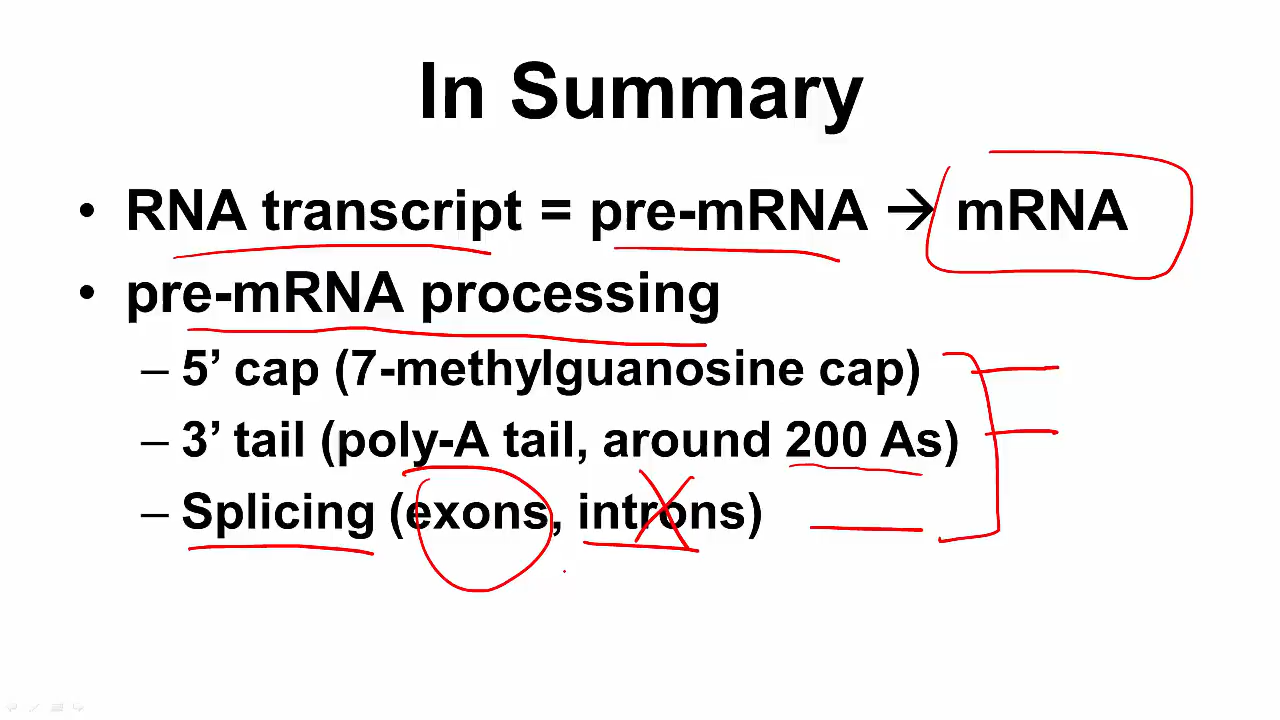 In Summary
• RNA transcript = pre-mRNA → mRNA
• pre-mRNA processing
– 5’ cap (7-methylguanosine cap)
– 3’ tail (poly-A tail, around 200 As)
– Splicing (exons, introns)